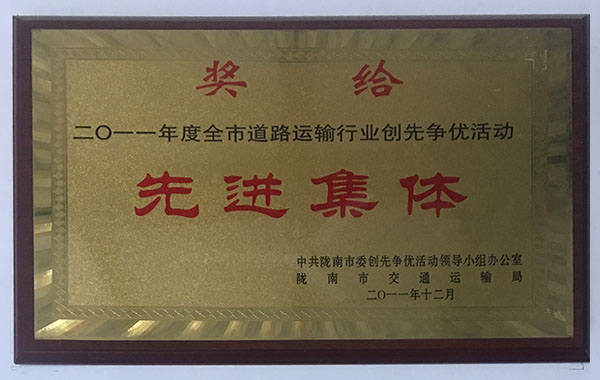 奖给
二〇一一年度全市道路运输行业创先争优活动
先进集体
中共陇南市委创先争优活动领导小组办公室
陇南市交通运输局
二〇一一年十二月